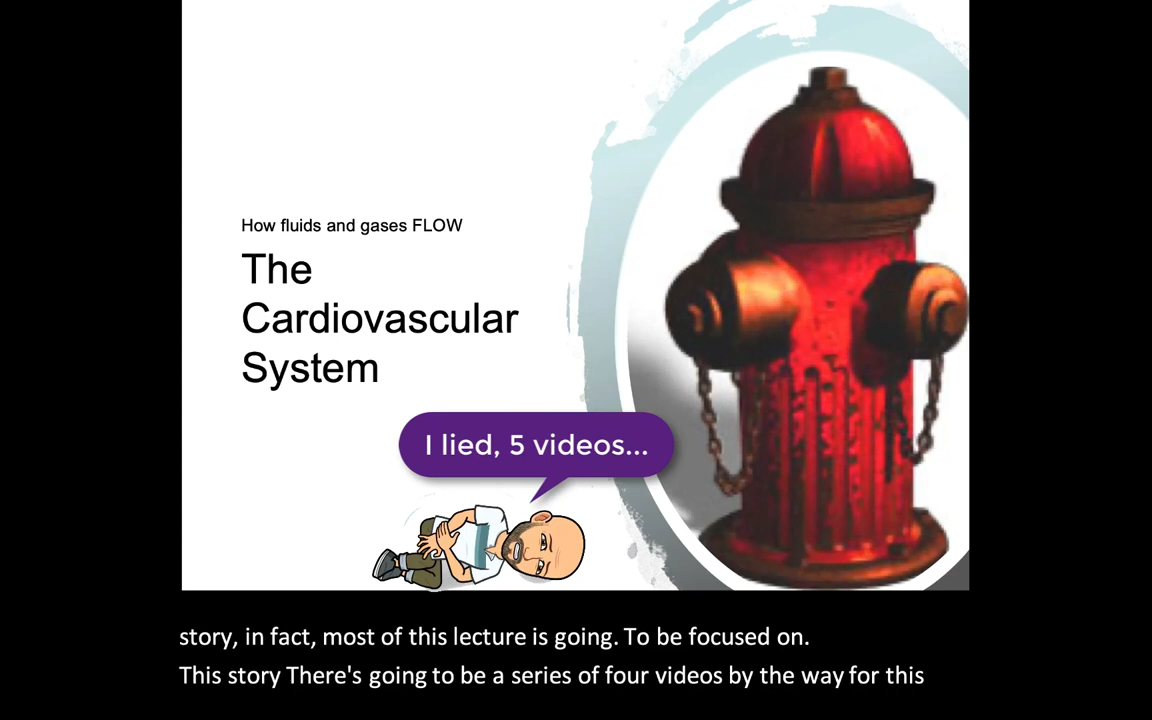 How fluids and gases FLOW
The
Cardiovascular
System
I lied, 5 videos...
story, in fact, most of this lecture is going. To be focused on.
This story There's going to be a series of four videos by the way for this